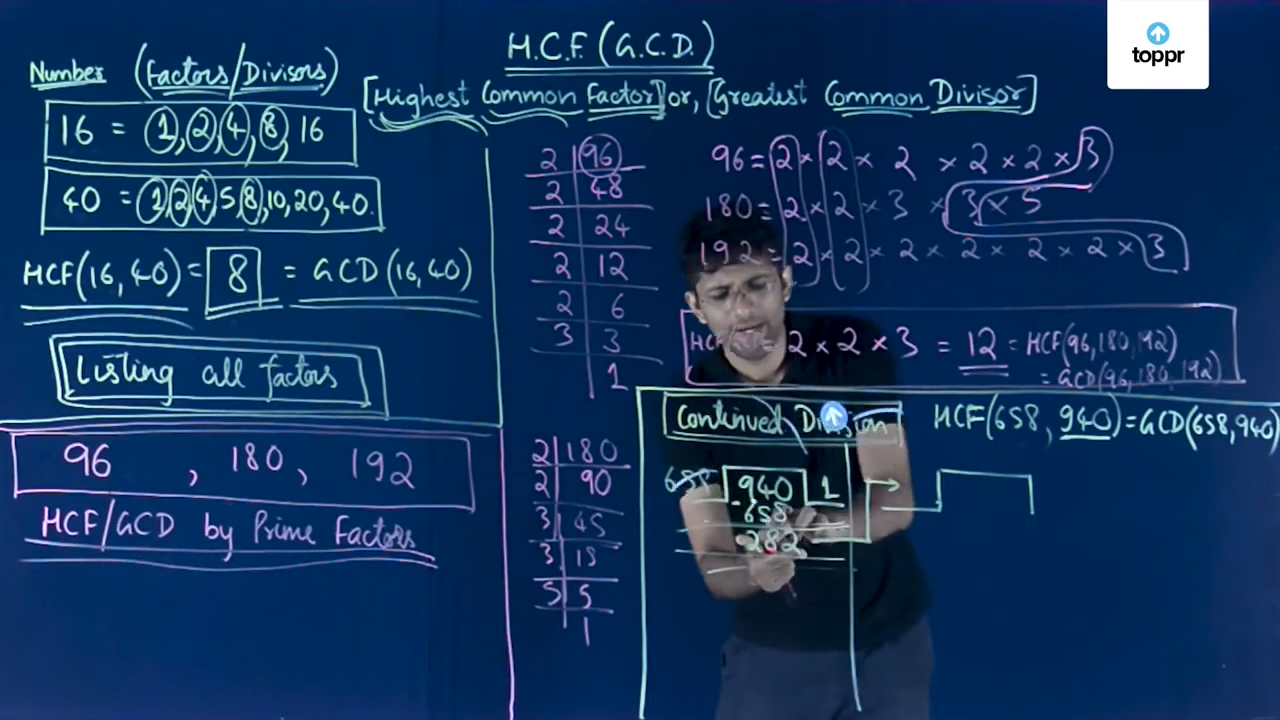 toppr
H.C.F. (G.C.D.)
[Highest Common Factor] or, [Greatest Common Divisor]
Number (Factors/Divisors)
16 = 1, 2, 4, 8, 16
40 = 1, 2, 4, 5, 8, 10, 20, 40.
HCF(16, 40) = 8 = GCD (16, 40)
Listing all factors
96, 180, 192
HCF/GCD by Prime Factors
2 | 96
2 | 48
2 | 24
2 | 12
2 | 6
3 | 3
| 1
2 | 180
2 | 90
3 | 45
3 | 15
5 | 5
| 1
96 = 2 × 2 × 2 × 2 × 2 × 3
180 = 2 × 2 × 3 × 3 × 5
192 = 2 × 2 × 2 × 2 × 2 × 2 × 3
HCF = 2 × 2 × 3 = 12 = HCF(96, 180, 192)
= GCD(96, 180, 192)
Continued Division HCF(658, 940) = GCD(658, 940)
658 940 1
-658
282